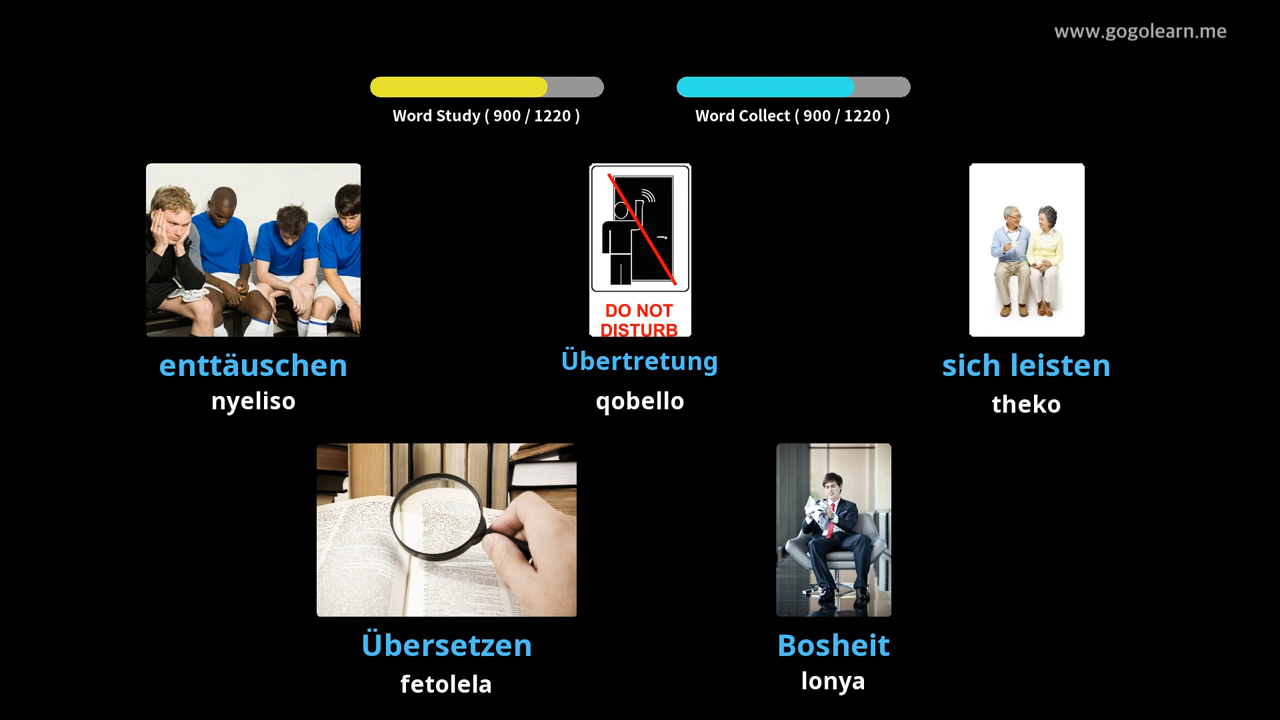 www.gogolearn.me
Word Study ( 900 / 1220 )
Word Collect ( 900 / 1220 )
DO NOT
DISTURB
enttäuschen
nyeliso
Übertretung
qobello
sich leisten
theko
Übersetzen
fetolela
Bosheit
lonya